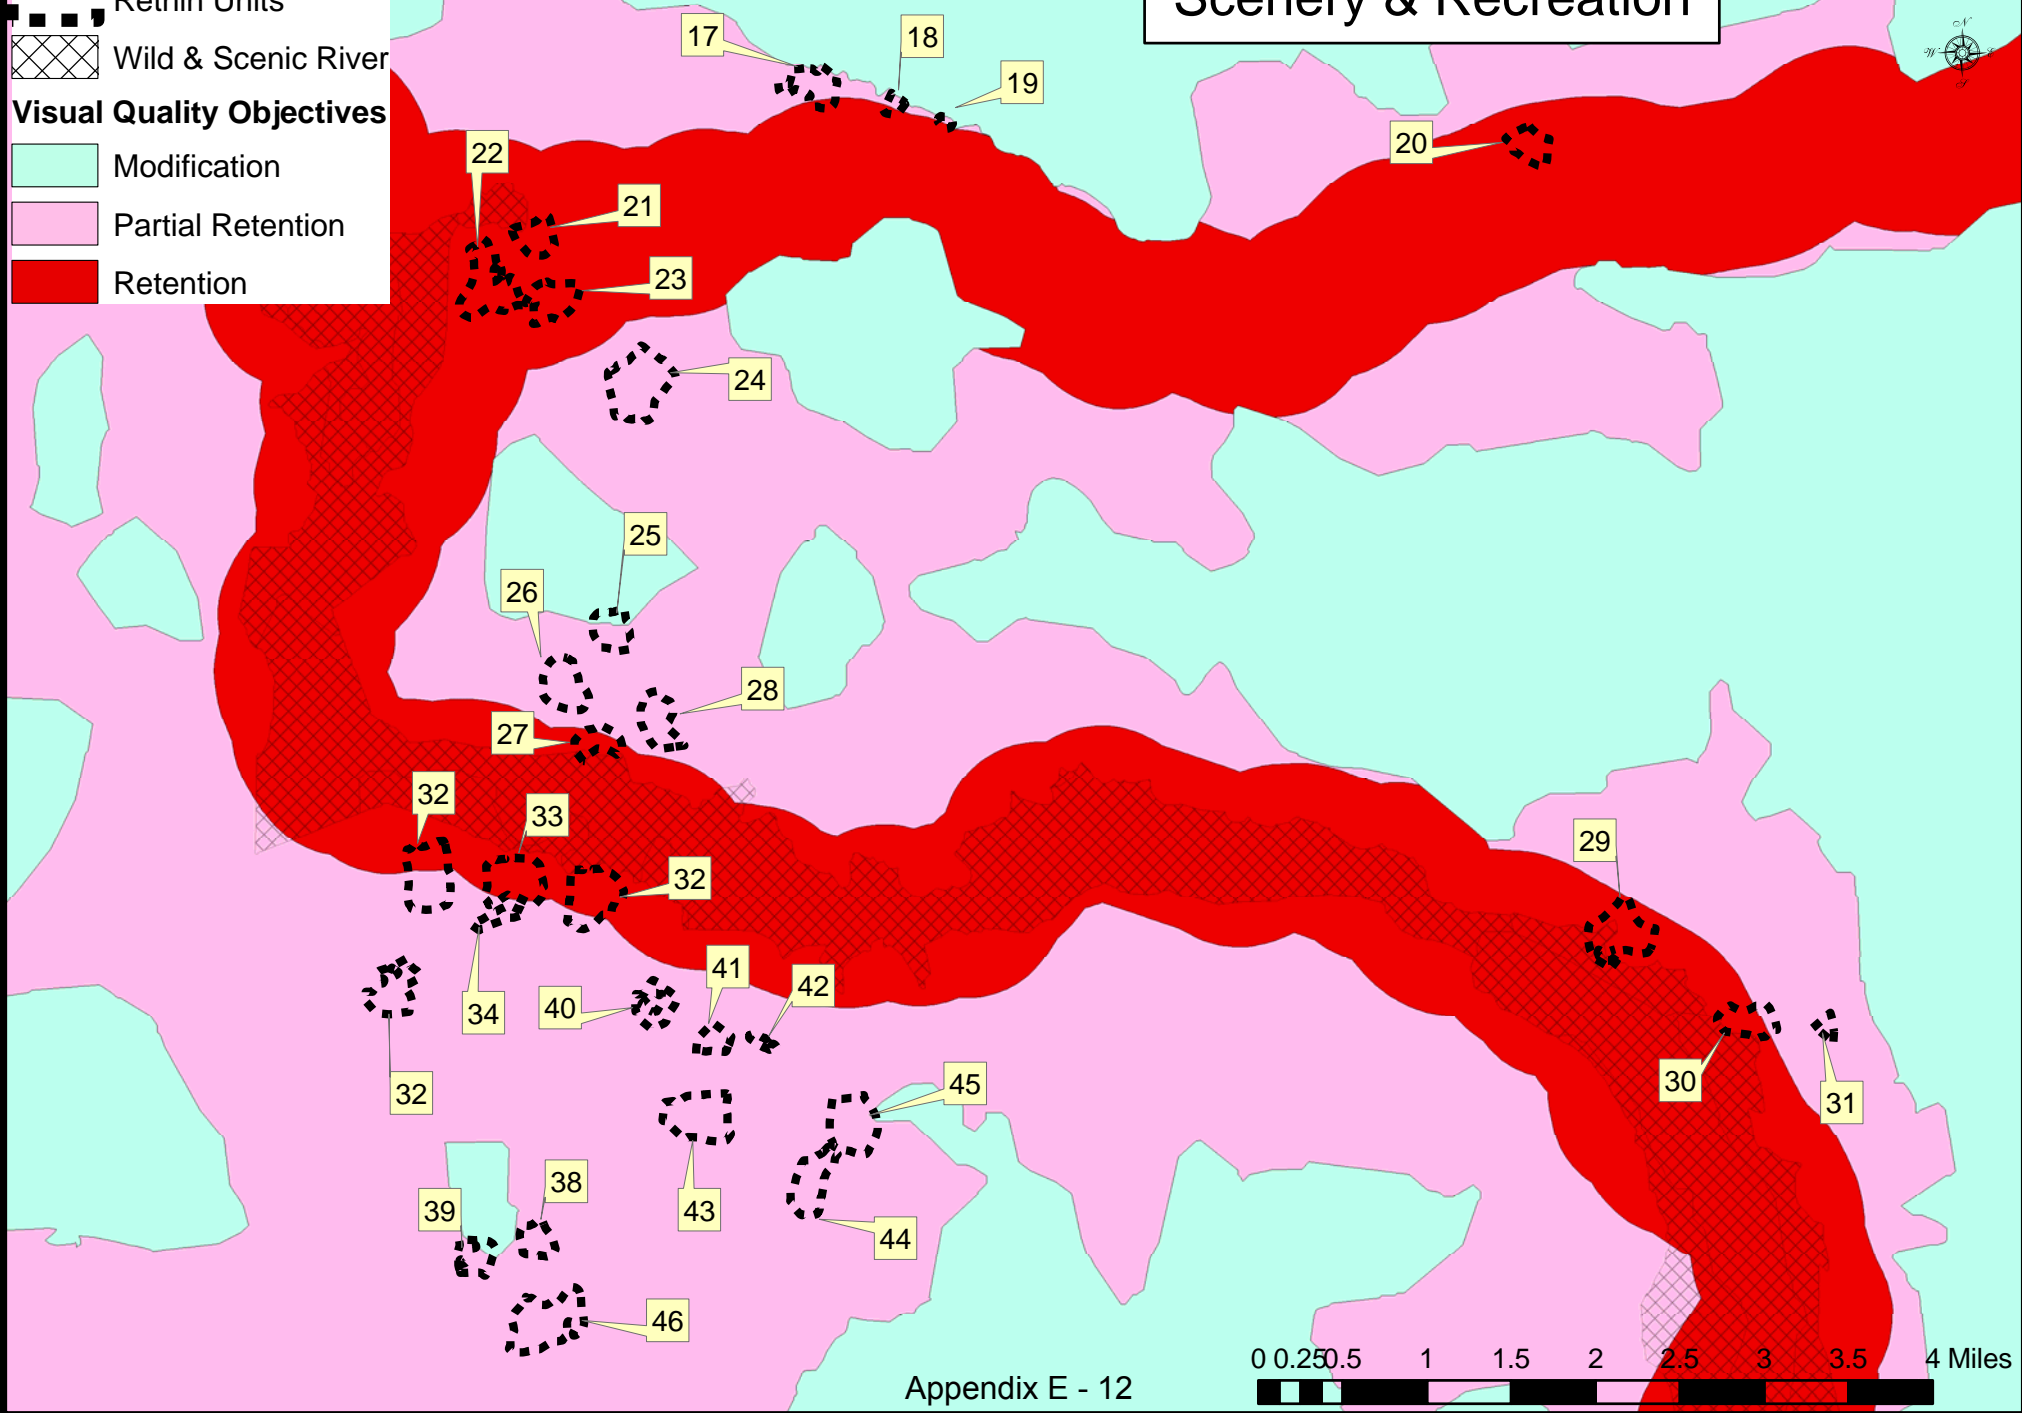 Rethin Units
Scenery & Recreation
Wild & Scenic River
Visual Quality Objectives
Modification
Partial Retention
Retention
N
W
E
S
17
18
19
20
22
21
23
24
25
26
28
27
32
33
32
29
34
40
41
42
30
31
32
45
43
44
38
39
46
0 0.25 0.5 1 1.5 2 2.5 3 3.5 4 Miles
Appendix E - 12